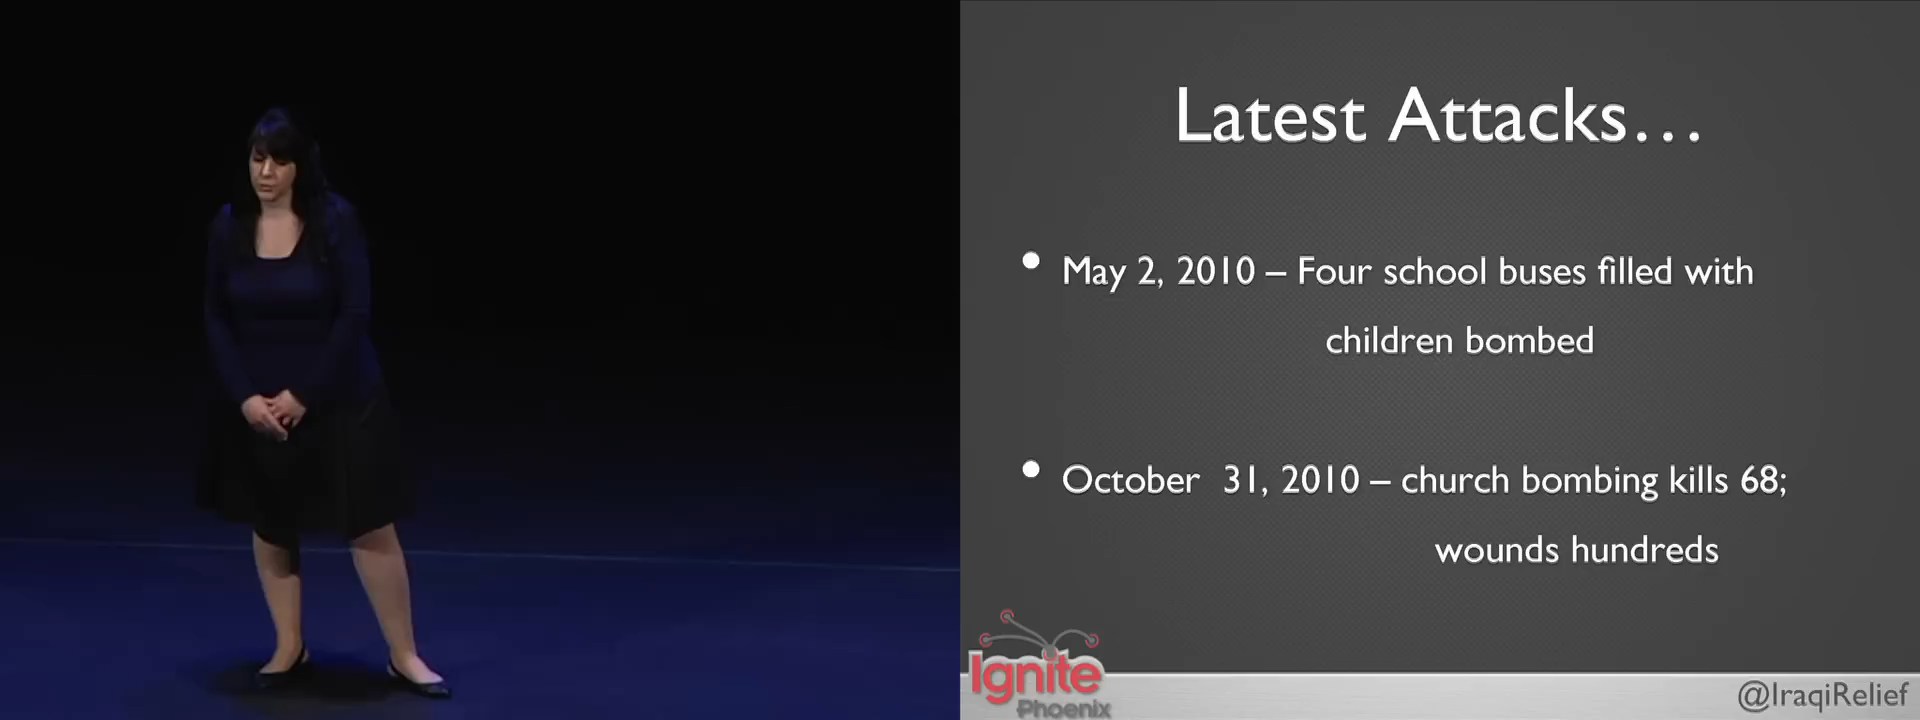 Latest Attacks…
• May 2, 2010 – Four school buses filled with
children bombed
• October 31, 2010 – church bombing kills 68;
wounds hundreds
Ignite
Phoenix
@IraqiRelief